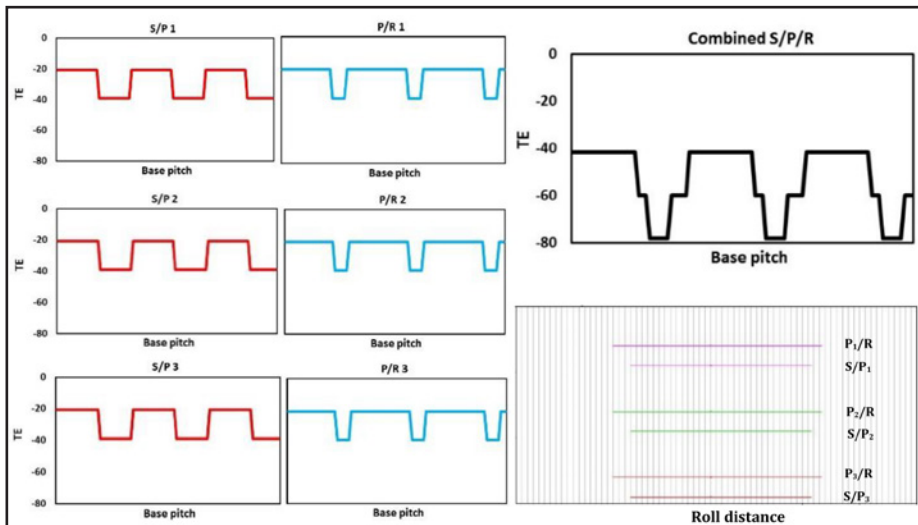 S/P 1
0
-20
-40
-60
-80
TE
Base pitch
P/R 1
Base pitch
S/P 2
0
-20
-40
-60
-80
TE
Base pitch
P/R 2
Base pitch
S/P 3
0
-20
-40
-60
-80
TE
Base pitch
P/R 3
Base pitch
Combined S/P/R
0
-20
-40
-60
-80
TE
Base pitch
P₁/R
S/P₁
P₂/R
S/P₂
P₃/R
S/P₃
Roll distance